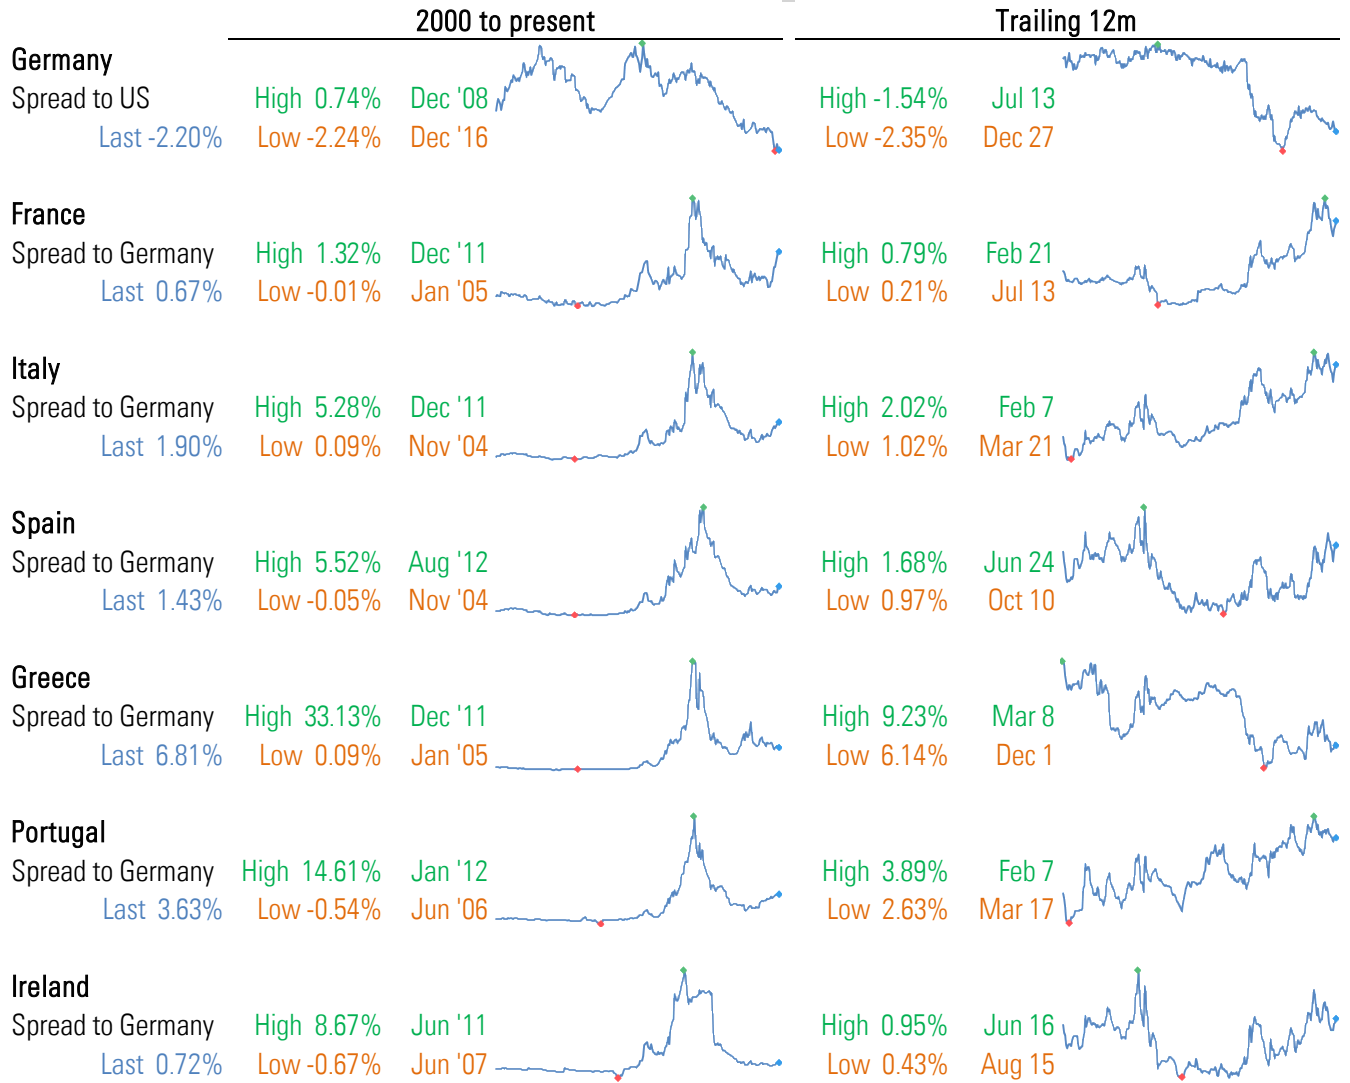 2000 to present Trailing 12m
Germany
Spread to US High 0.74% Dec '08 High -1.54% Jul 13
Last -2.20% Low -2.24% Dec '16 Low -2.35% Dec 27
France
Spread to Germany High 1.32% Dec '11 High 0.79% Feb 21
Last 0.67% Low -0.01% Jan '05 Low 0.21% Jul 13
Italy
Spread to Germany High 5.28% Dec '11 High 2.02% Feb 7
Last 1.90% Low 0.09% Nov '04 Low 1.02% Mar 21
Spain
Spread to Germany High 5.52% Aug '12 High 1.68% Jun 24
Last 1.43% Low -0.05% Nov '04 Low 0.97% Oct 10
Greece
Spread to Germany High 33.13% Dec '11 High 9.23% Mar 8
Last 6.81% Low 0.09% Jan '05 Low 6.14% Dec 1
Portugal
Spread to Germany High 14.61% Jan '12 High 3.89% Feb 7
Last 3.63% Low -0.54% Jun '06 Low 2.63% Mar 17
Ireland
Spread to Germany High 8.67% Jun '11 High 0.95% Jun 16
Last 0.72% Low -0.67% Jun '07 Low 0.43% Aug 15